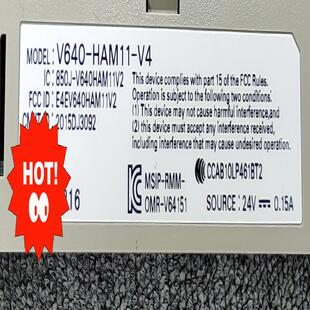 MODEL: V640-HAM11-V4
IC: 850J-V640HAM11V2
FCC ID: E4EV640HAM11V2
2015DJ3092
This device complies with part 15 of the FCC Rules.
Operation is subject to the following two conditions.
(1) This device may not cause harmful interference,and
(2) This device must accept any interference received,
including interference that may cause undesired
operation.
HOT!
16
MSIP-RMM-
OMR-V64151
CCAB10LP461BT2
SOURCE: 24V 0.15A